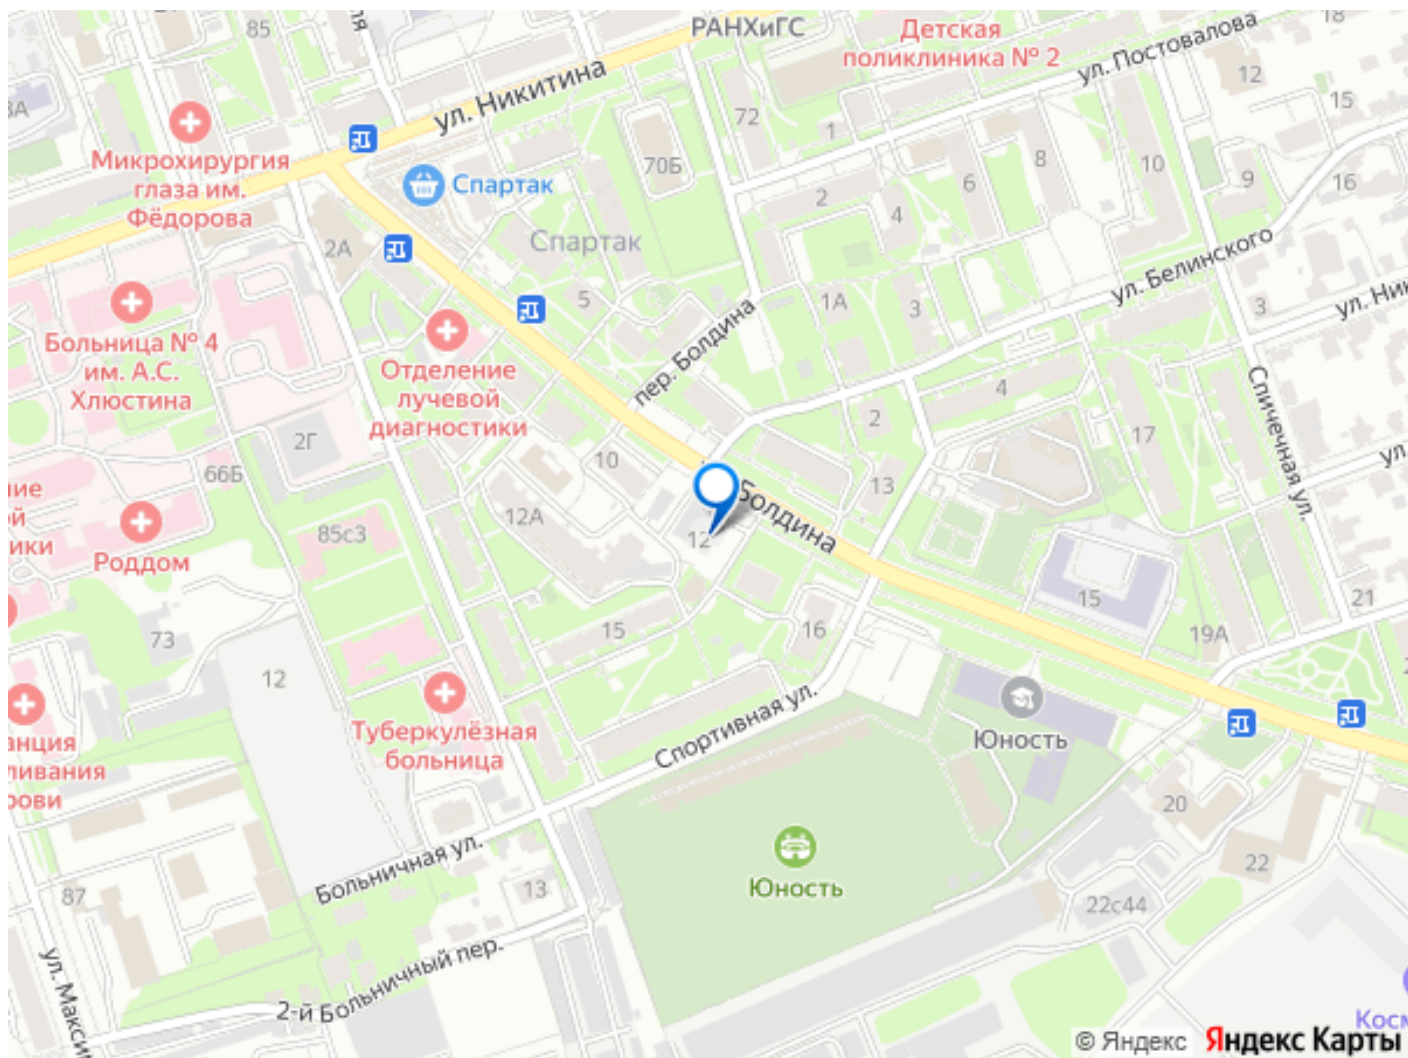 85
РАНХиГС
Детская
поликлиника № 2
ул. Постовалова
18
12
15
ул. Никитина
72
1
3А
Микрохирургия
глаза им.
Фёдорова
Спартак
70Б
2
6
8
10
9
16
4
2А
Спартак
ул. Белинского
5
1А
3
3
Больница № 4
им. А.С.
Хлюстина
Отделение
лучевой
диагностики
пер. Болдина
4
2
Спичечная ул.
17
2Г
66Б
10
13
12А
Болдина
12
85с3
Роддом
15
15
16
19А
21
73
12
Туберкулёзная
больница
Спортивная ул.
Юность
20
22
Больничная ул.
Юность
13
22с44
87
2-й Больничный пер.
© Яндекс
Яндекс Карты